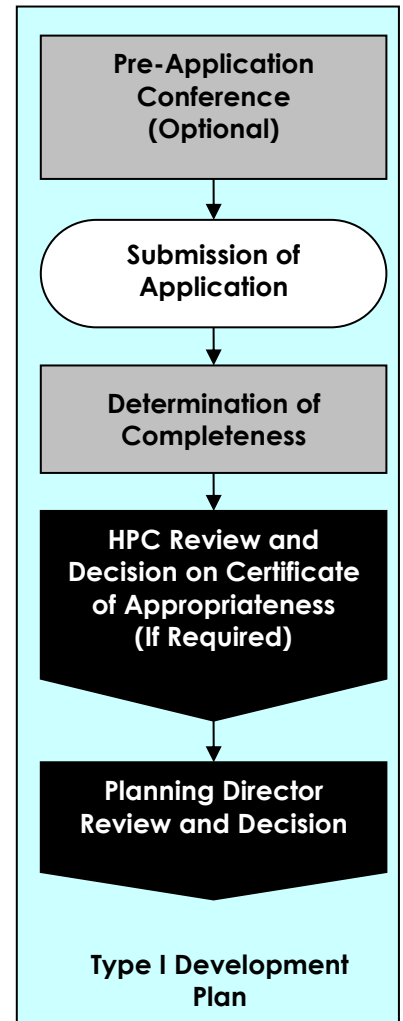 Pre-Application
Conference
(Optional)
Submission of
Application
Determination of
Completeness
HPC Review and
Decision on Certificate
of Appropriateness
(If Required)
Planning Director
Review and Decision
Type I Development
Plan